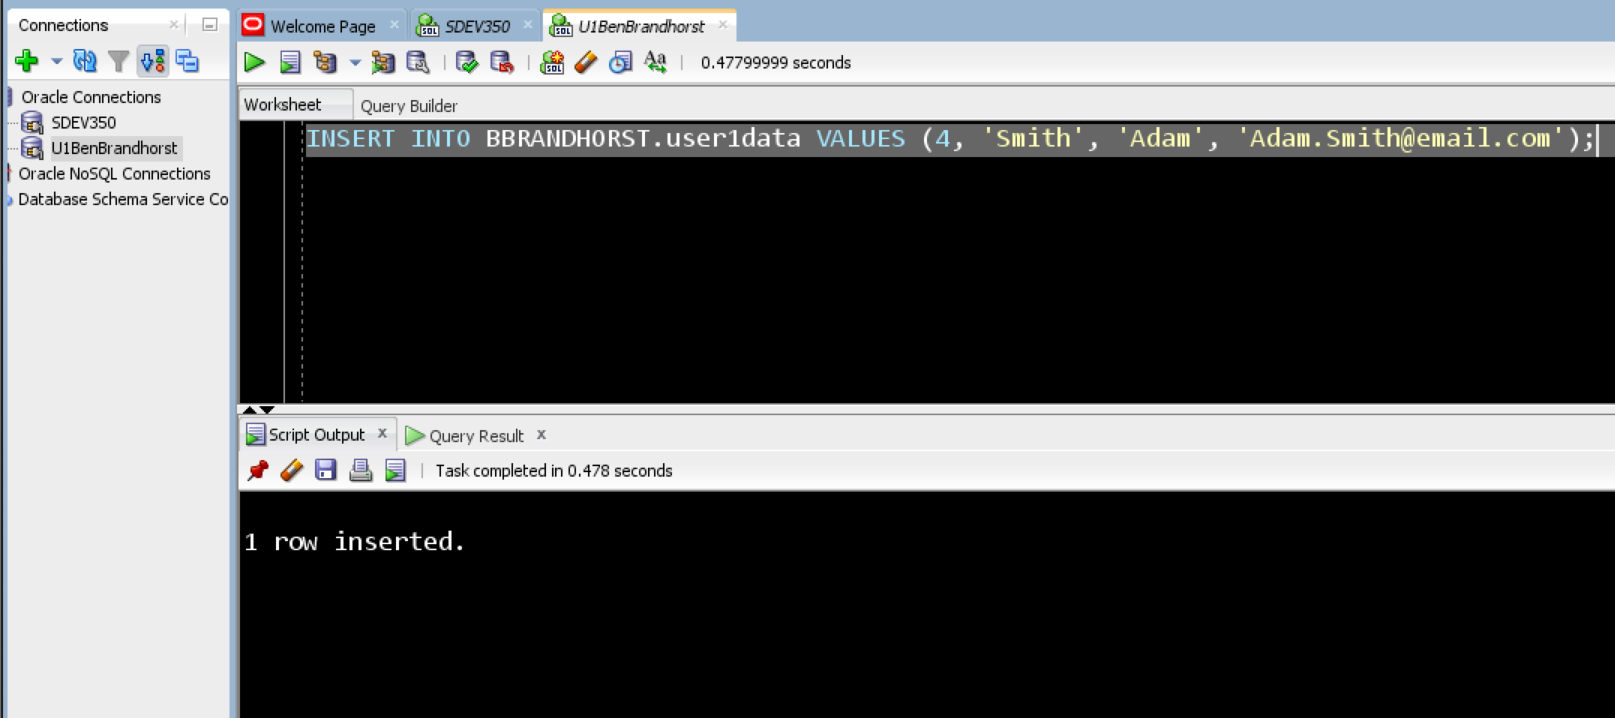 Connections
Oracle Connections
SDEV350
U1BenBrandhorst
Oracle NoSQL Connections
Database Schema Service Co
Welcome Page
SDEV350
U1BenBrandhorst
0.47799999 seconds
Worksheet
Query Builder
INSERT INTO BBRANDHORST.user1data VALUES (4, 'Smith', 'Adam', 'Adam.Smith@email.com');
Script Output
Query Result
Task completed in 0.478 seconds
1 row inserted.